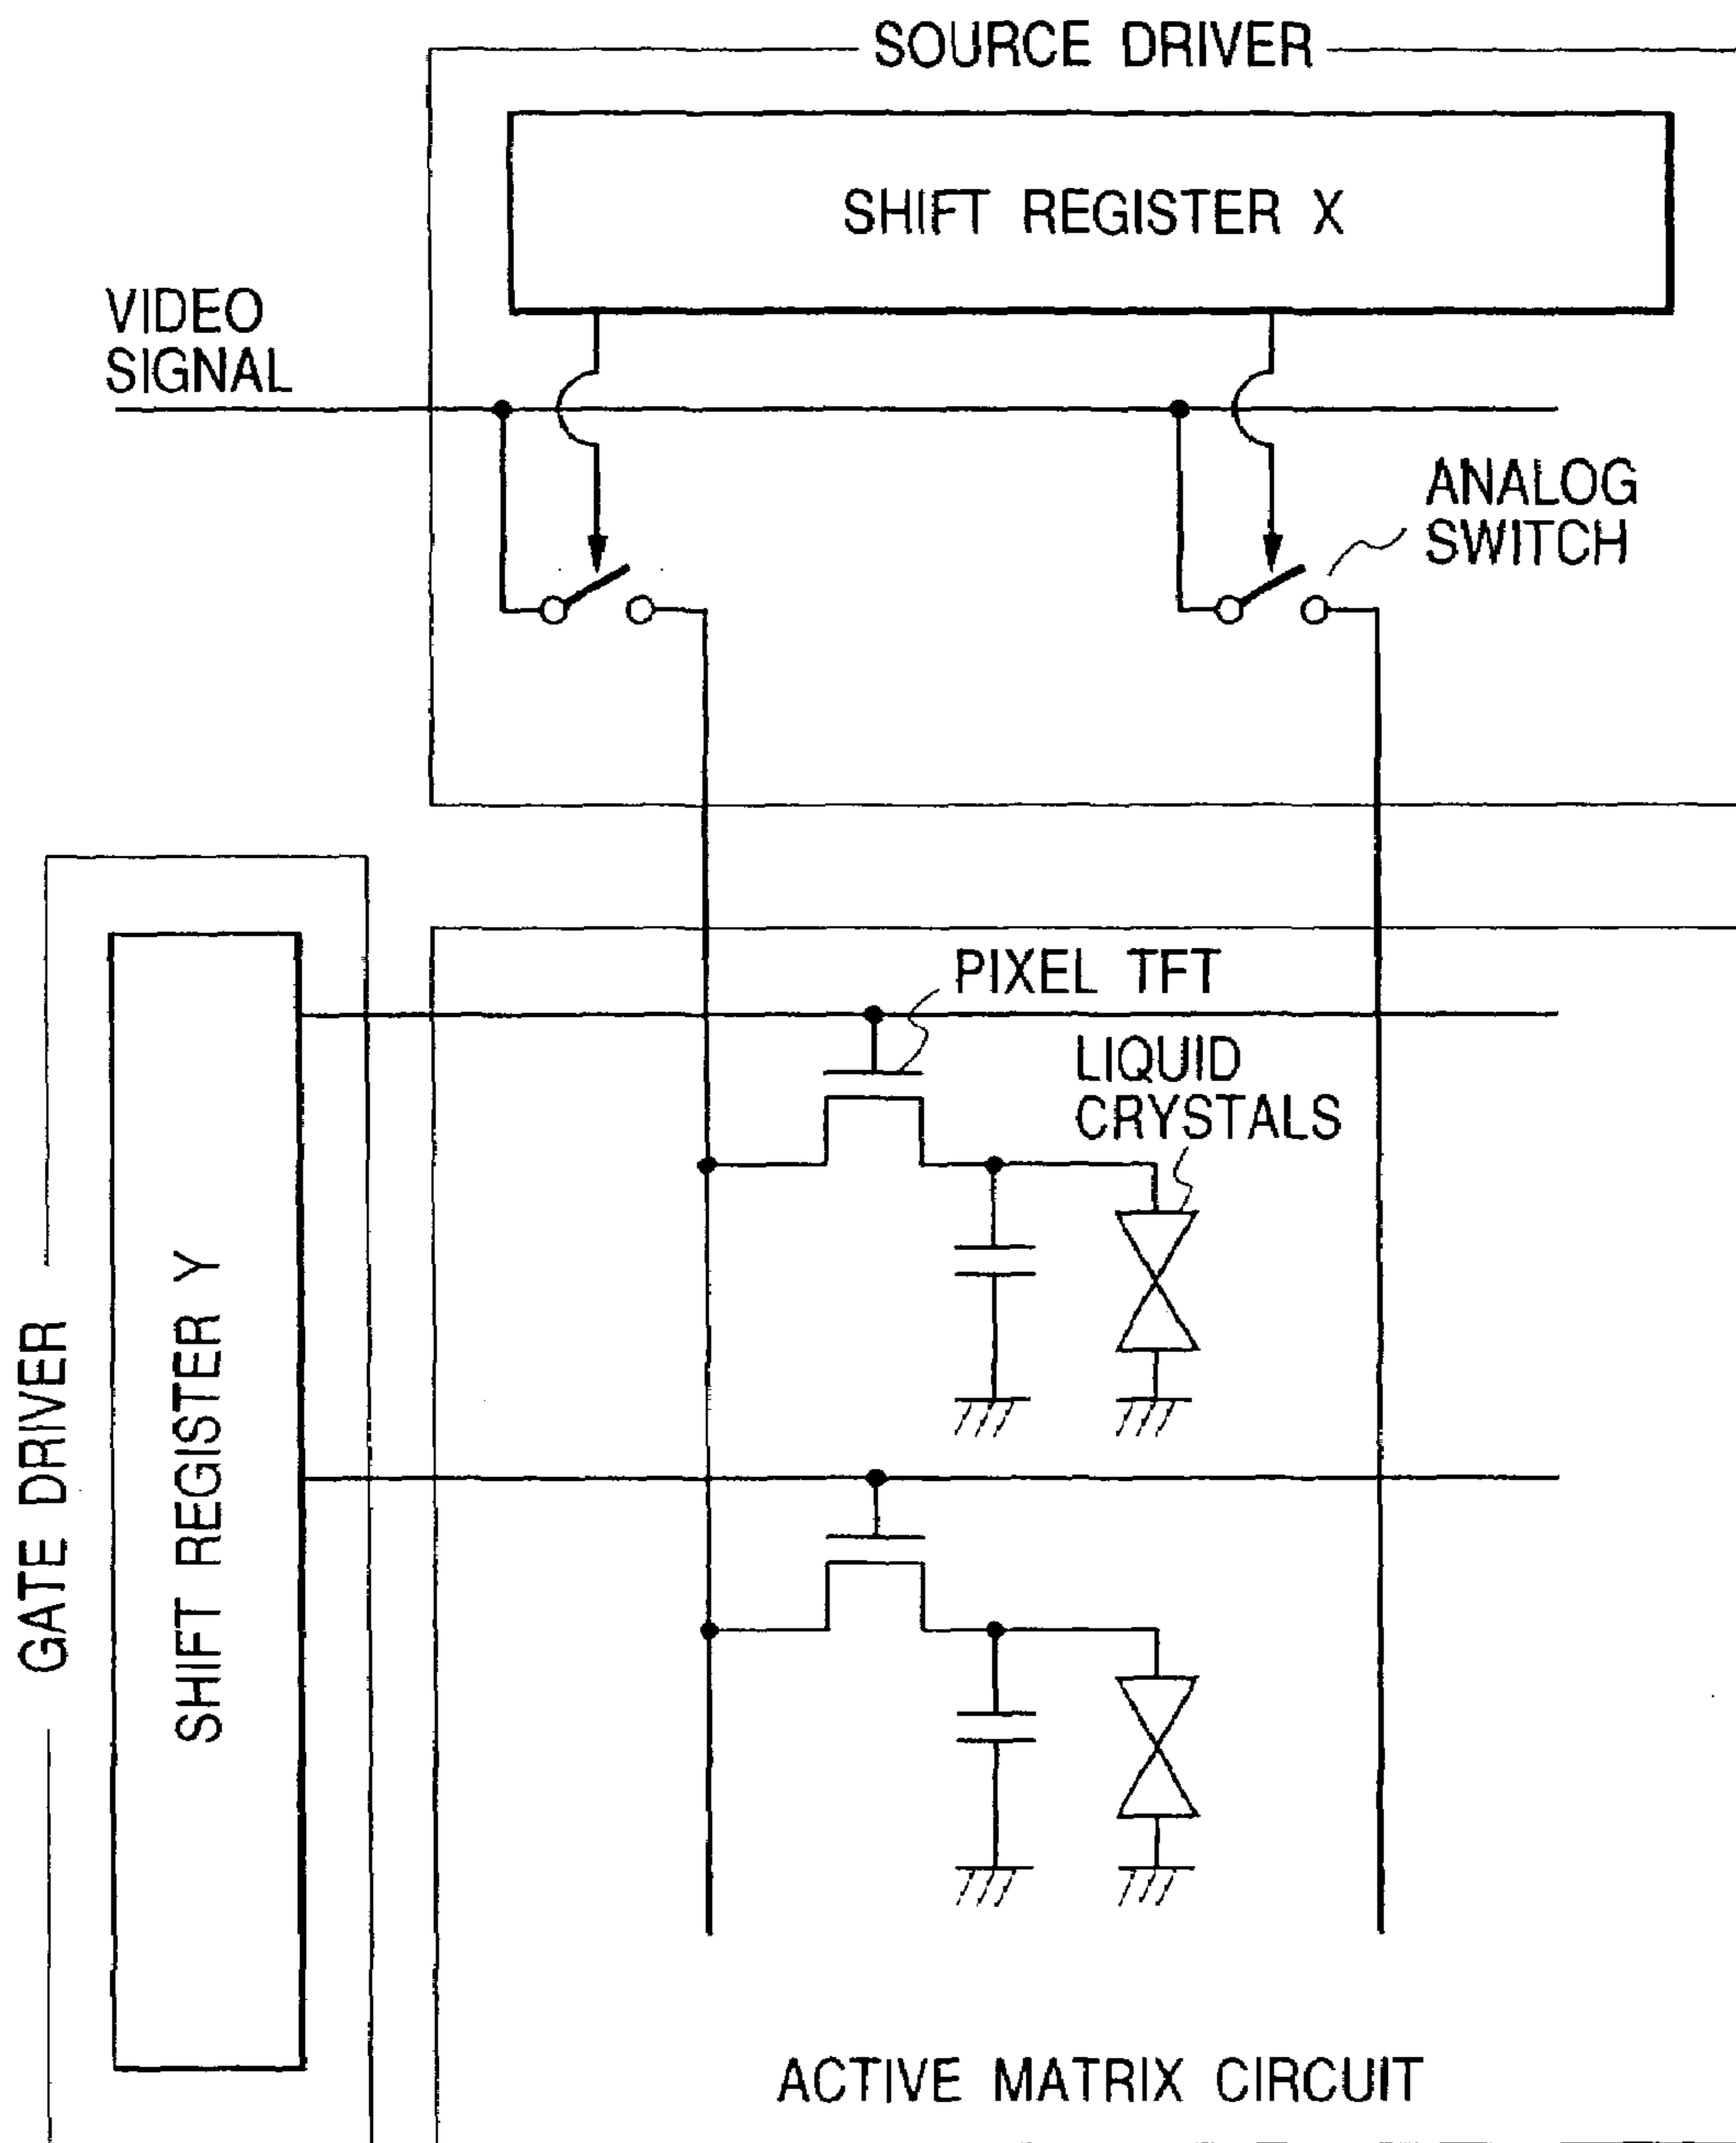 SOURCE DRIVER
SHIFT REGISTER X
VIDEO
SIGNAL
ANALOG
SWITCH
PIXEL TFT
LIQUID
CRYSTALS
GATE DRIVER
SHIFT REGISTER Y
ACTIVE MATRIX CIRCUIT